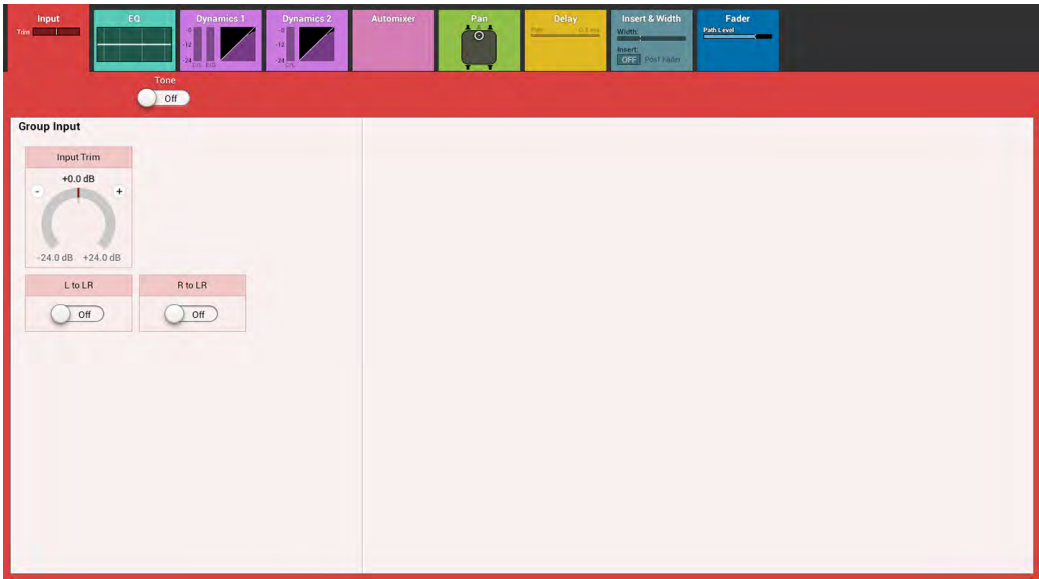 Input
Trim
EQ
Dynamics 1
-0
-12
-24
Dynamics 2
-0
-12
-24
Automixer
Pan
Delay
Path
Insert & Width
Width:
Insert:
OFF Post Fader
Fader
Path Level
Tone
Off
Group Input
Input Trim
+0.0 dB
- +
-24.0 dB +24.0 dB
L to LR
R to LR
Off
Off